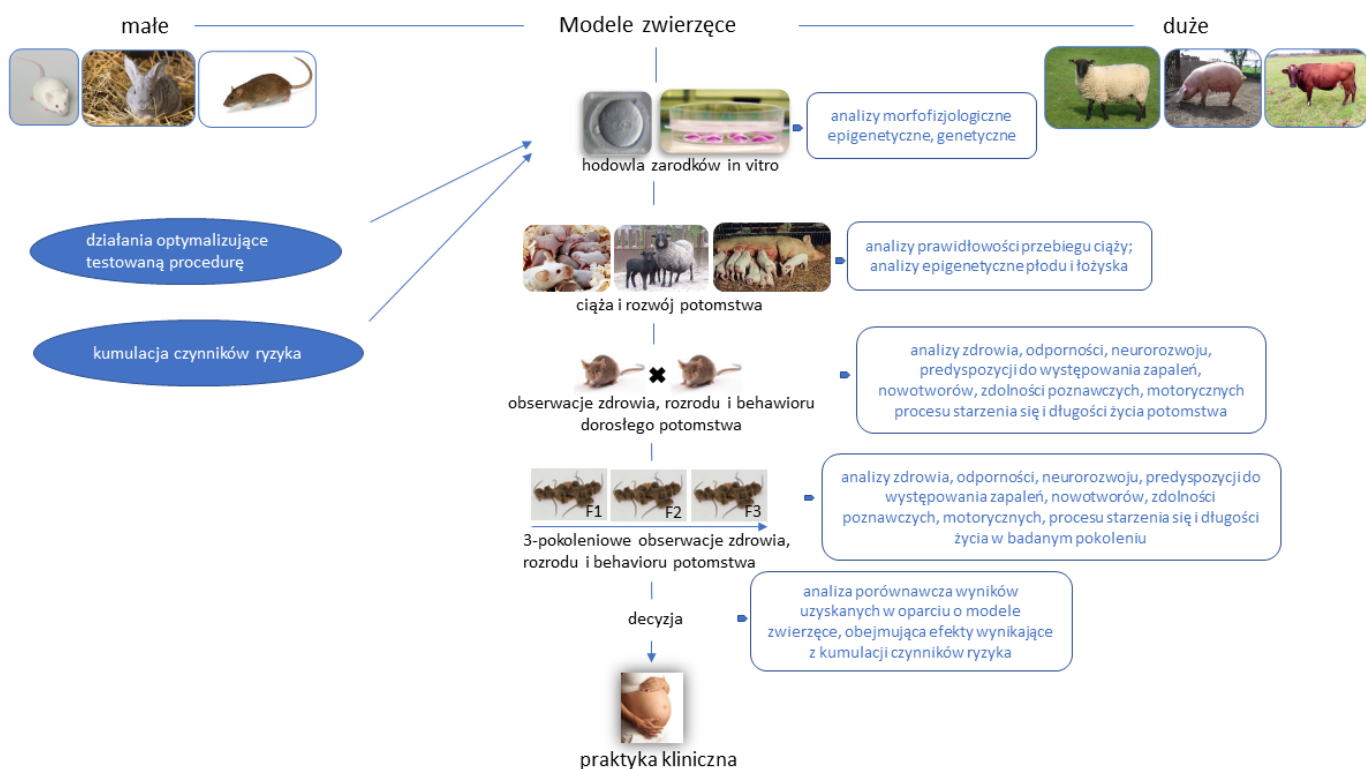 małe
Modele zwierzęce
duże
analizy morfofizjologiczne
epigenetyczne, genetyczne
hodowla zarodków in vitro
działania optymalizujące
testowaną procedurę
analizy prawidłowości przebiegu ciąży;
analizy epigenetyczne płodu i łożyska
ciąża i rozwój potomstwa
kumulacja czynników ryzyka
analizy zdrowia, odporności, neurorozwoju,
predyspozycji do występowania zapaleń,
nowotworów, zdolności poznawczych, motorycznych
procesu starzenia się i długości życia potomstwa
obserwacje zdrowia, rozrodu i behawioru
dorosłego potomstwa
analizy zdrowia, odporności, neurorozwoju, predyspozycji do
występowania zapaleń, nowotworów, zdolności
poznawczych, motorycznych, procesu starzenia się i długości
życia w badanym pokoleniu
F1
F2
F3
3-pokoleniowe obserwacje zdrowia,
rozrodu i behawioru potomstwa
analiza porównawcza wyników
uzyskanych w oparciu o modele
zwierzęce, obejmująca efekty wynikające
z kumulacji czynników ryzyka
decyzja
praktyka kliniczna